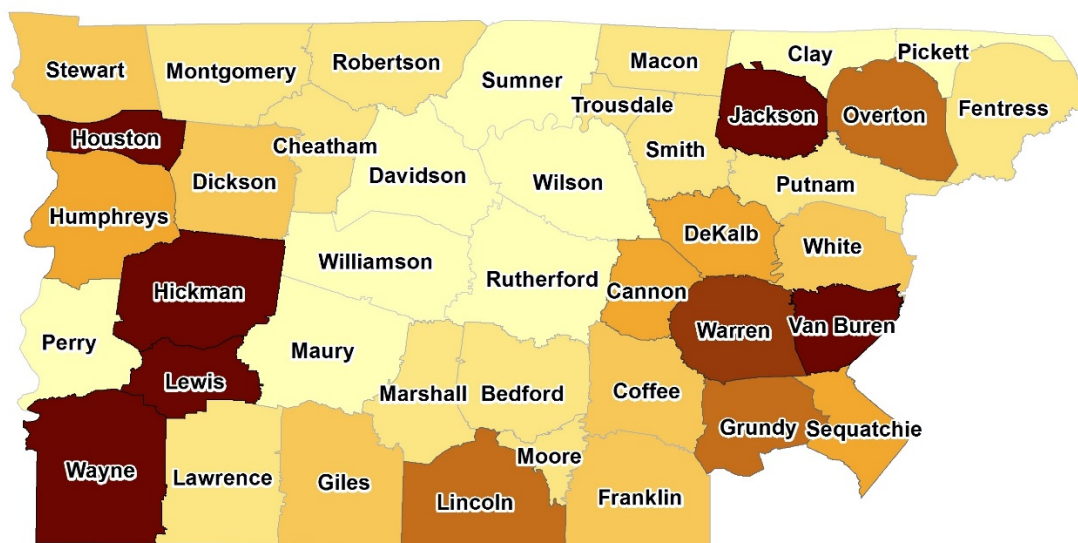 Stewart
Montgomery
Robertson
Sumner
Macon
Clay
Pickett
Trousdale
Jackson
Overton
Fentress
Houston
Cheatham
Smith
Dickson
Davidson
Wilson
Putnam
Humphreys
DeKalb
White
Williamson
Rutherford
Hickman
Cannon
Warren
Van Buren
Perry
Maury
Lewis
Marshall
Bedford
Coffee
Grundy
Sequatchie
Wayne
Lawrence
Giles
Moore
Lincoln
Franklin